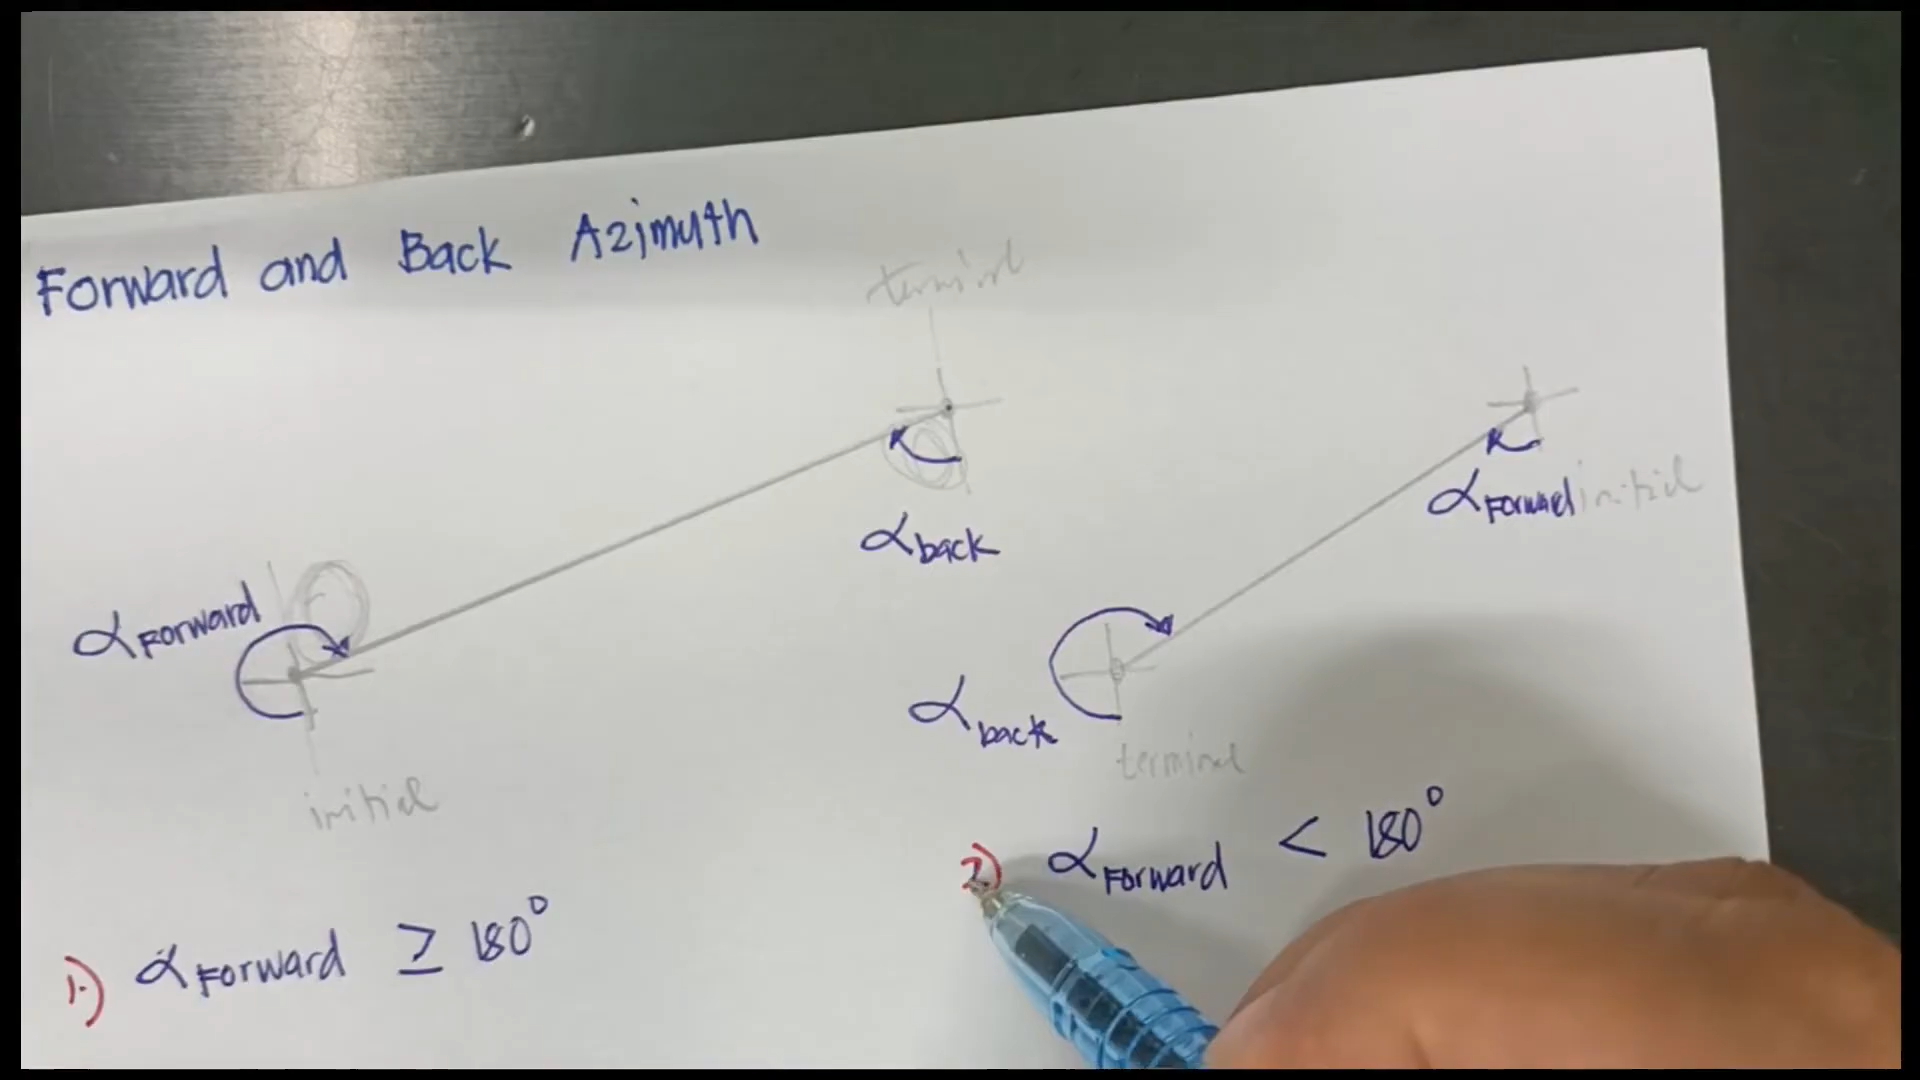 Forward and Back Azimuth
terminal
α Forward
α back
α Forward initial
α back
terminal
initial
2) α Forward < 180°
1.) α Forward ≥ 180°